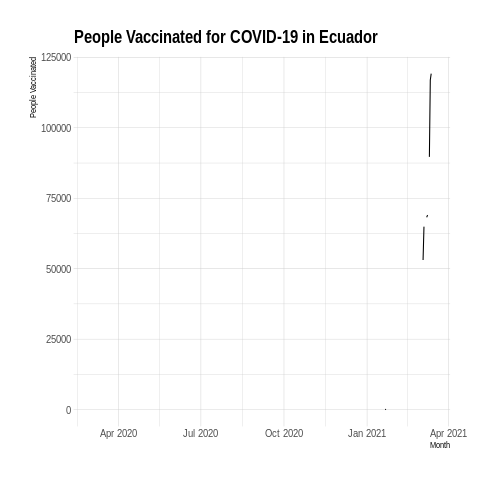 People Vaccinated for COVID-19 in Ecuador
People Vaccinated
125000
100000
75000
50000
25000
0
Apr 2020 Jul 2020 Oct 2020 Jan 2021 Apr 2021
Month